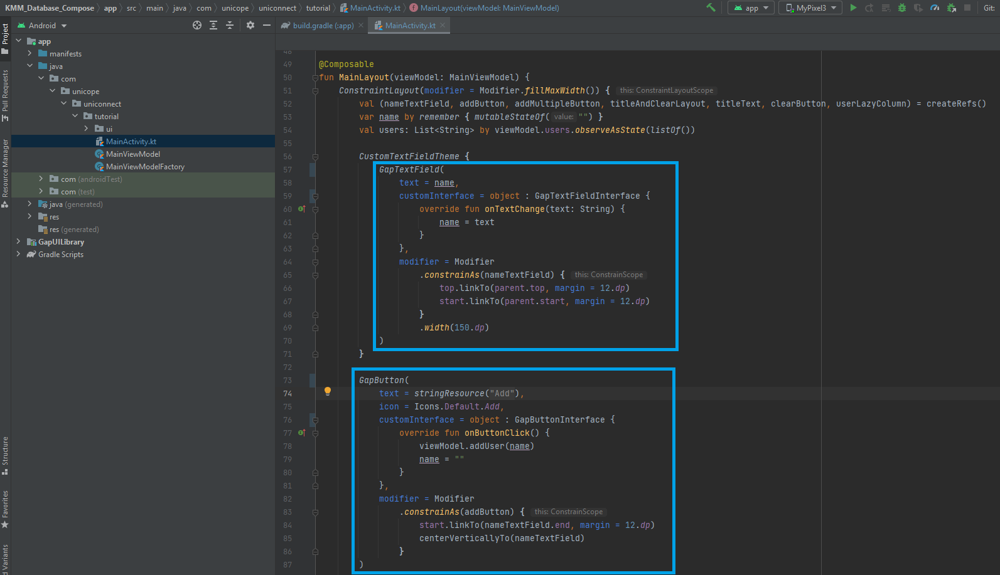 KMM_Database_Compose app src main java com unicope uniconnect tutorial MainActivity.kt MainLayout(viewModel: MainViewModel) app MyPixel3 Git:
Project
Pull Requests
Resource Manager
Structure
Favorites
d Variants
Android
app
manifests
java
com
unicope
uniconnect
tutorial
ui
MainActivity.kt
MainViewModel
MainViewModelFactory
com (androidTest)
com (test)
java (generated)
res
res (generated)
GapUILibrary
Gradle Scripts
build.gradle (:app) MainActivity.kt
48
49 @Composable
50 fun MainLayout(viewModel: MainViewModel) {
51 ConstraintLayout(modifier = Modifier.fillMaxWidth()) { this: ConstraintLayoutScope
52 val (nameTextField, addButton, addMultipleButton, titleAndClearLayout, titleText, clearButton, userLazyColumn) = createRefs()
53 var name by remember { mutableStateOf( value: "") }
54 val users: List<String> by viewModel.users.observeAsState(listOf())
55
56 CustomTextFieldTheme {
57 GapTextField(
58 text = name,
59 customInterface = object : GapTextFieldInterface {
60 override fun onTextChange(text: String) {
61 name = text
62 }
63 },
64 modifier = Modifier
65 .constrainAs(nameTextField) { this: ConstrainScope
66 top.linkTo(parent.top, margin = 12.dp)
67 start.linkTo(parent.start, margin = 12.dp)
68 }
69 .width(150.dp)
70 )
71 }
72
73 GapButton(
74 text = stringResource("Add"),
75 icon = Icons.Default.Add,
76 customInterface = object : GapButtonInterface {
77 override fun onButtonClick() {
78 viewModel.addUser(name)
79 name = ""
80 }
81 },
82 modifier = Modifier
83 .constrainAs(addButton) { this: ConstrainScope
84 start.linkTo(nameTextField.end, margin = 12.dp)
85 centerVerticallyTo(nameTextField)
86 }
87 )